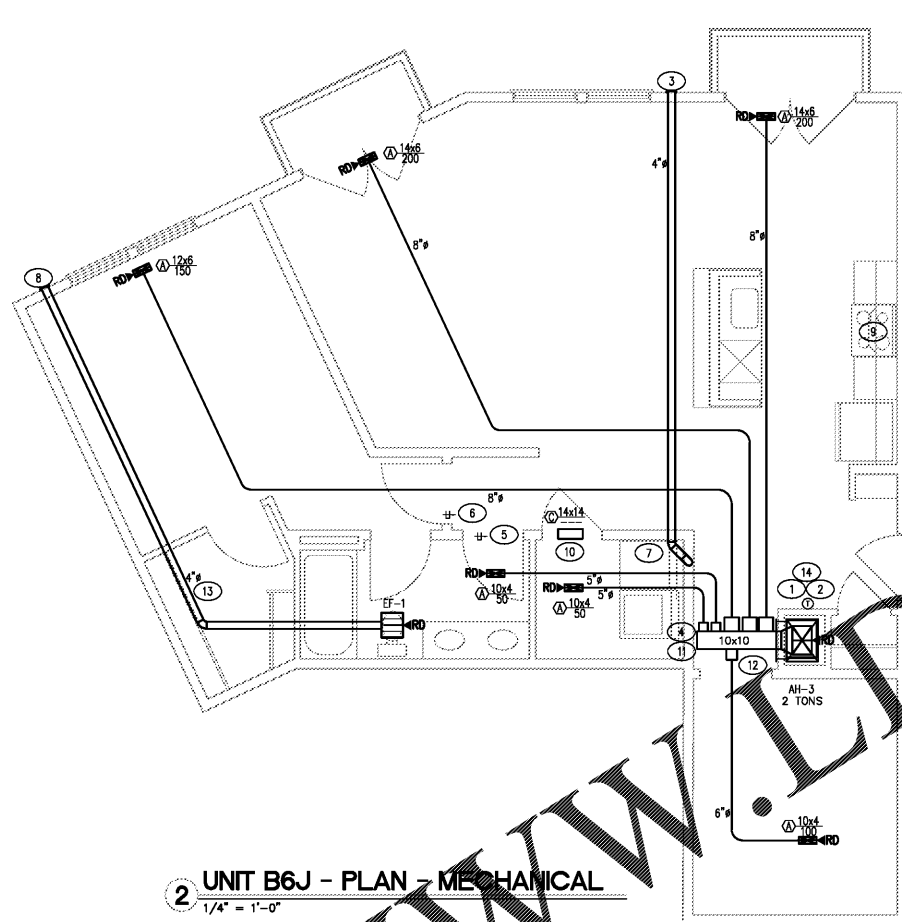 3
RD A 14x6
200
RD A 14x6
200
4"ø
8"ø
8"ø
RD A 12x6
150
8
9
8"ø
6
5
C 14x14
10
7
4"ø
13
RD
A 10x4
50
RD
A 10x4
50
5"ø
5"ø
14
1 2
T
EF-1
RD
4
11
10x10
RD
12
AH-3
2 TONS
6"ø
A 10x4
100
RD
2 UNIT B6J - PLAN - MECHANICAL
1/4" = 1'-0"
WW.L